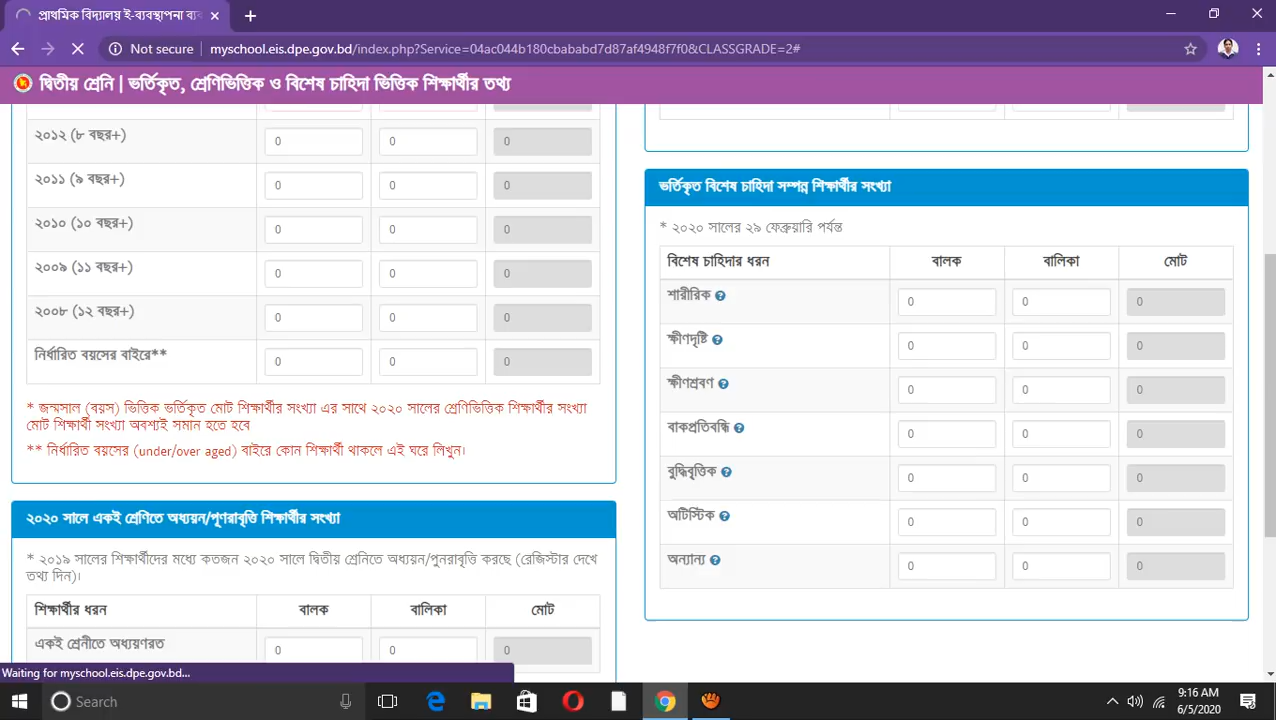 প্রাথমিক বিদ্যালয় ই-ব্যবস্থাপনা ব্যব
Not secure myschool.eis.dpe.gov.bd/index.php?Service=04ac044b180cbababd7d87af4948f7f0&CLASSGRADE=2#
দ্বিতীয় শ্রেনি | ভর্তিকৃত, শ্রেণিভিত্তিক ও বিশেষ চাহিদা ভিত্তিক শিক্ষার্থীর তথ্য
২০১২ (৮ বছর+) 0 0 0
২০১১ (৯ বছর+) 0 0 0
২০১০ (১০ বছর+) 0 0 0
২০০৯ (১১ বছর+) 0 0 0
২০০৮ (১২ বছর+) 0 0 0
নির্ধারিত বয়সের বাইরে** 0 0 0
* জন্মসাল (বয়স) ভিত্তিক ভর্তিকৃত মোট শিক্ষার্থীর সংখ্যা এর সাথে ২০২০ সালের শ্রেণিভিত্তিক শিক্ষার্থীর সংখ্যা
মোট শিক্ষার্থী সংখ্যা অবশ্যই সমান হতে হবে
** নির্ধারিত বয়সের (under/over aged) বাইরে কোন শিক্ষার্থী থাকলে এই ঘরে লিখুন।
২০২০ সালে একই শ্রেণিতে অধ্যয়ন/পূণরাবৃত্তি শিক্ষার্থীর সংখ্যা
* ২০১৯ সালের শিক্ষার্থীদের মধ্যে কতজন ২০২০ সালে দ্বিতীয় শ্রেনিতে অধ্যয়ন/পুনরাবৃত্তি করছে (রেজিস্টার দেখে
তথ্য দিন)।
শিক্ষার্থীর ধরন বালক বালিকা মোট
একই শ্রেনীতে অধ্যয়ণরত 0 0 0
ভর্তিকৃত বিশেষ চাহিদা সম্পন্ন শিক্ষার্থীর সংখ্যা
* ২০২০ সালের ২৯ ফেব্রুয়ারি পর্যন্ত
বিশেষ চাহিদার ধরন বালক বালিকা মোট
শারীরিক 0 0 0
ক্ষীণদৃষ্টি 0 0 0
ক্ষীণশ্রবণ 0 0 0
বাকপ্রতিবন্ধি 0 0 0
বুদ্ধিবৃত্তিক 0 0 0
অটিস্টিক 0 0 0
অন্যান্য 0 0 0
Waiting for myschool.eis.dpe.gov.bd...
Search
9:16 AM
6/5/2020